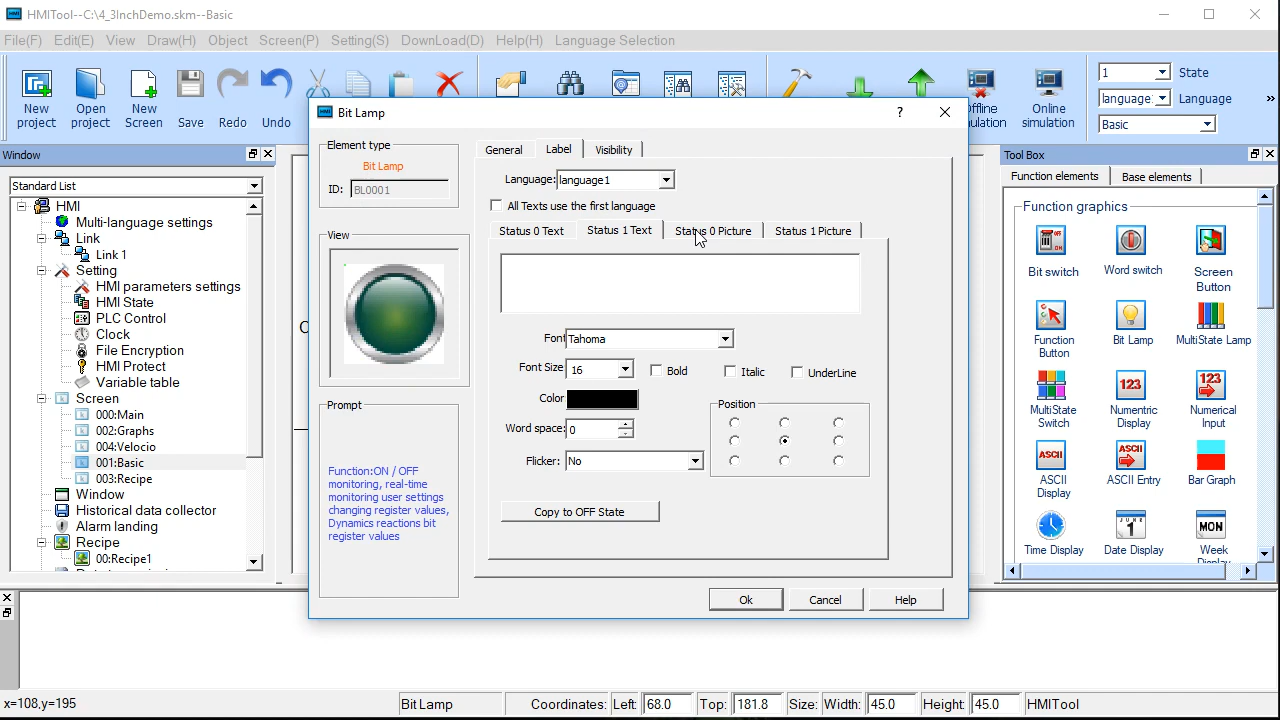 HMITool--C:\4_3InchDemo.skm--Basic
File(F) Edit(E) View Draw(H) Object Screen(P) Setting(S) DownLoad(D) Help(H) Language Selection
New project
Open project
New Screen
Save
Redo
Undo
Online simulation
1 State
language Language
Basic
»
Window
Standard List
HMI
Multi-language settings
Link
Link 1
Setting
HMI parameters settings
HMI State
PLC Control
Clock
File Encryption
HMI Protect
Variable table
Screen
000:Main
002:Graphs
004:Velocio
001:Basic
003:Recipe
Window
Historical data collector
Alarm landing
Recipe
00:Recipe1
Bit Lamp
?
Element type
Bit Lamp
ID: BL0001
View
Prompt
Function:ON / OFF
monitoring, real-time
monitoring user settings
changing register values,
Dynamics reactions bit
register values
General Label Visibility
Language: language1
All Texts use the first language
Status 0 Text Status 1 Text Status 0 Picture Status 1 Picture
Font Tahoma
Font Size 16 Bold Italic UnderLine
Color
Word space: 0
Flicker: No
Position
Copy to OFF State
Ok Cancel Help
Tool Box
Function elements Base elements
Function graphics
Bit switch
Word switch
Screen Button
Function Button
Bit Lamp
MultiState Lamp
MultiState Switch
Numeric Display
Numerical Input
ASCII Display
ASCII Entry
Bar Graph
Time Display
Date Display
Week
x=108,y=195 Bit Lamp Coordinates: Left: 68.0 Top: 181.8 Size: Width: 45.0 Height: 45.0 HMITool